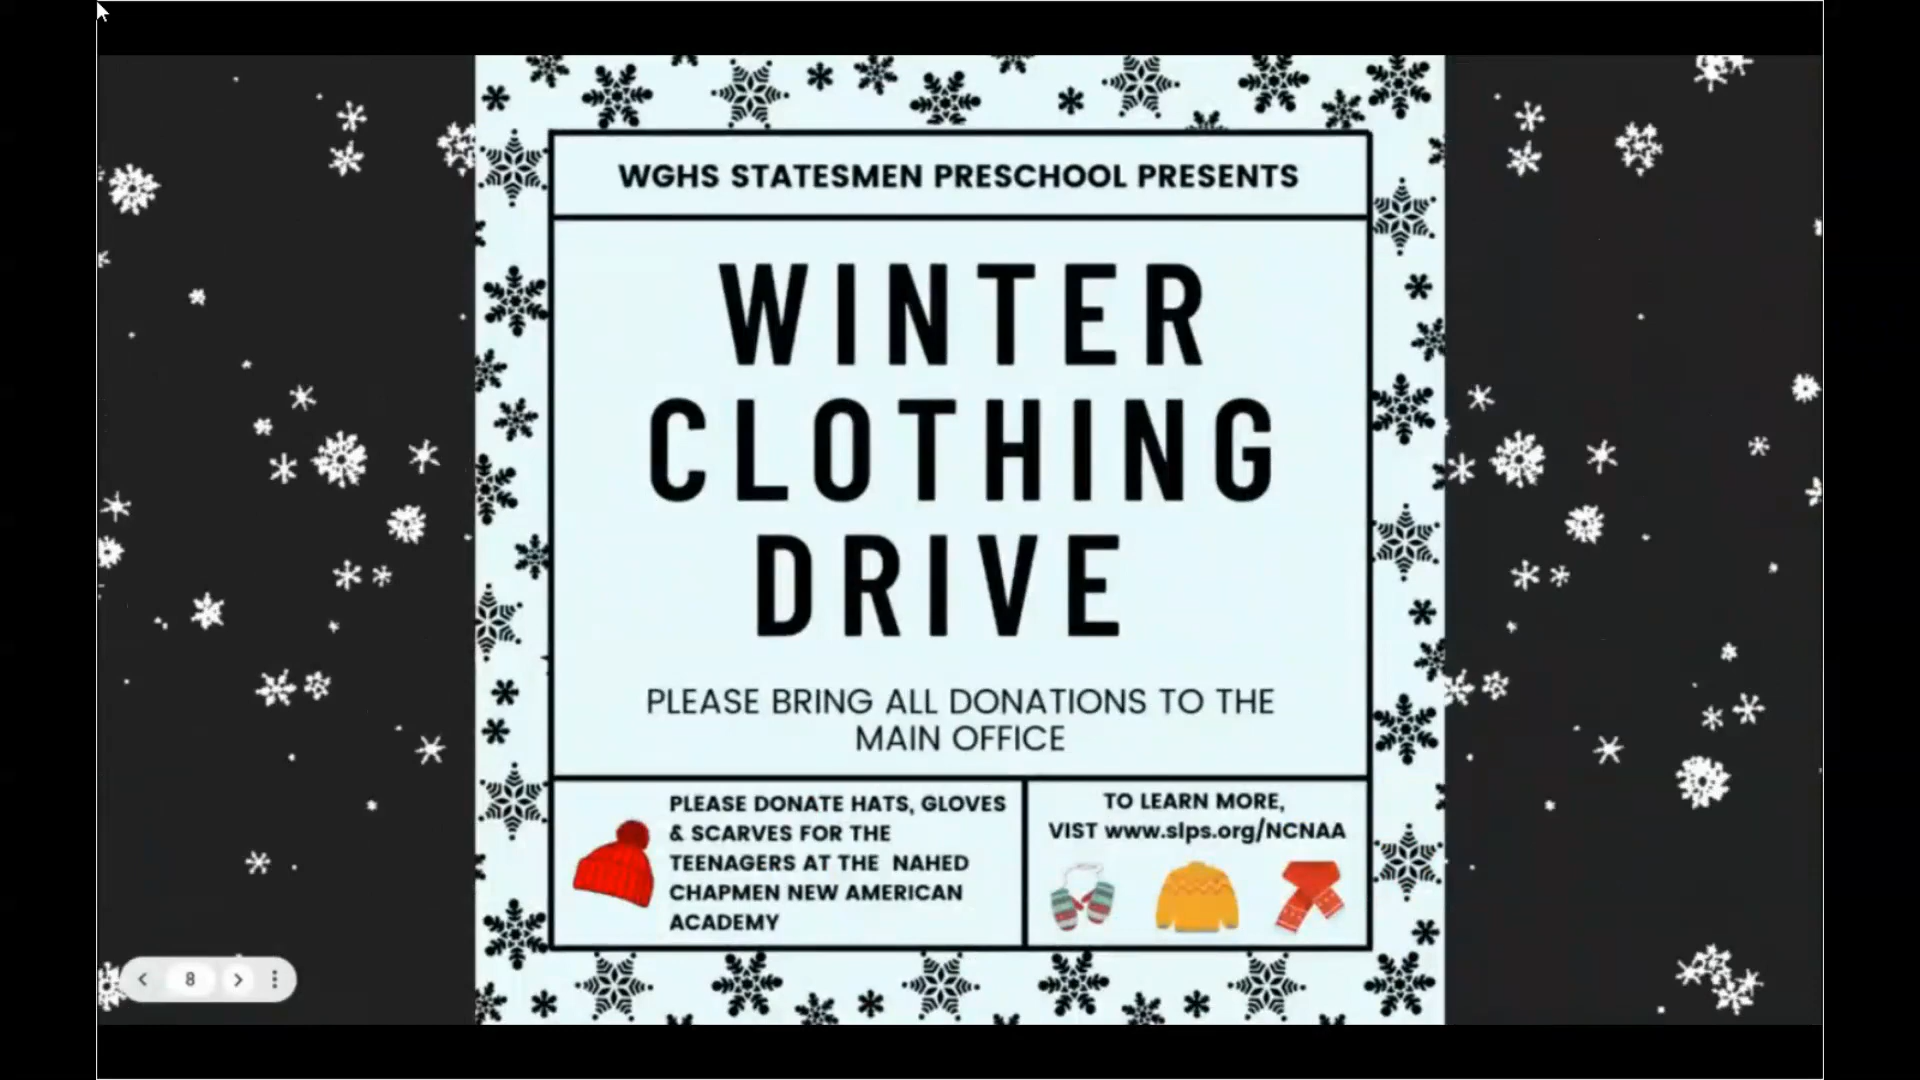 WGHS STATESMEN PRESCHOOL PRESENTS
WINTER
CLOTHING
DRIVE
PLEASE BRING ALL DONATIONS TO THE
MAIN OFFICE
PLEASE DONATE HATS, GLOVES
& SCARVES FOR THE
TEENAGERS AT THE NAHED
CHAPMEN NEW AMERICAN
ACADEMY
TO LEARN MORE,
VIST www.slps.org/NCNAA
8